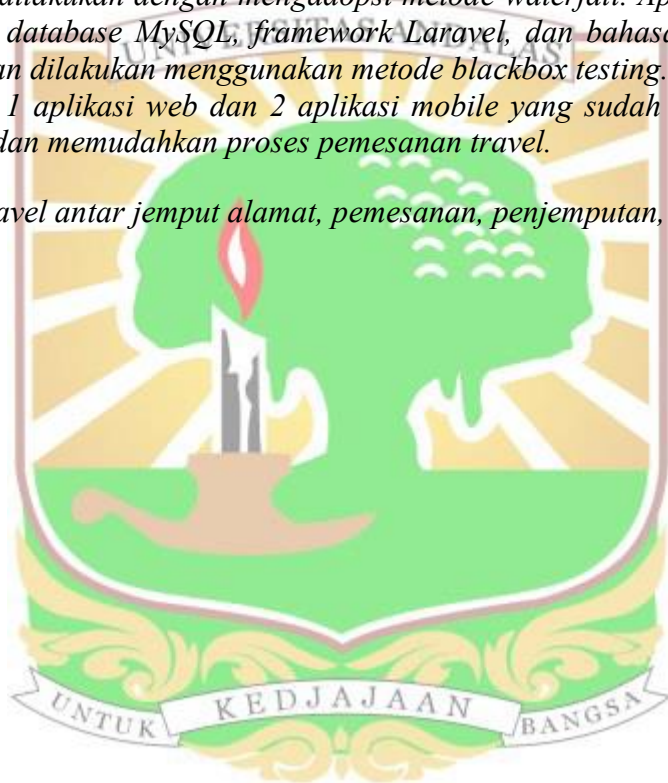 dilakukan dengan mengadopsi metode waterfall. Ap
database MySQL, framework Laravel, dan bahasa
an dilakukan menggunakan metode blackbox testing.
1 aplikasi web dan 2 aplikasi mobile yang sudah
dan memudahkan proses pemesanan travel.
avel antar jemput alamat, pemesanan, penjemputan,
UNIVERSITAS ANDALAS
UNTUK KEDJAJAAN BANGSA